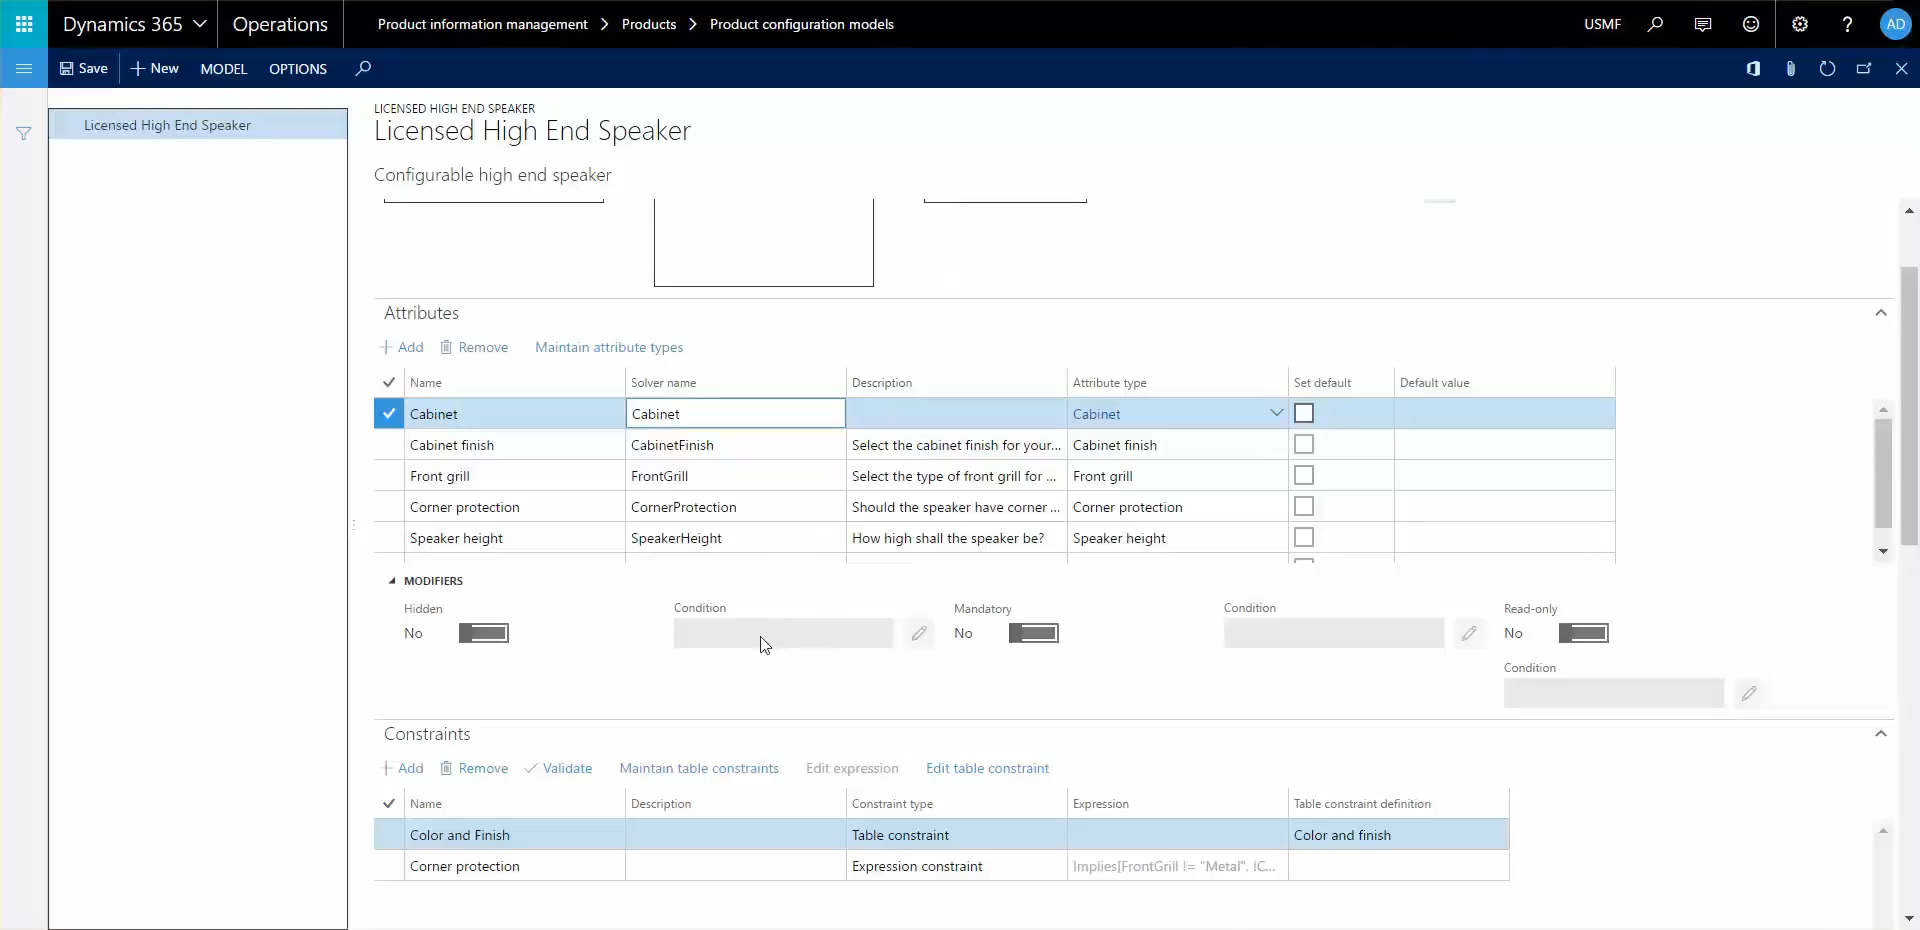 Dynamics 365 Operations Product information management Products Product configuration models USMF ? AD
Save New MODEL OPTIONS
Licensed High End Speaker
LICENSED HIGH END SPEAKER
Licensed High End Speaker
Configurable high end speaker
Attributes
Add Remove Maintain attribute types
Name Solver name Description Attribute type Set default Default value
Cabinet Cabinet Cabinet
Cabinet finish CabinetFinish Select the cabinet finish for your... Cabinet finish
Front grill FrontGrill Select the type of front grill for ... Front grill
Corner protection CornerProtection Should the speaker have corner ... Corner protection
Speaker height SpeakerHeight How high shall the speaker be? Speaker height
MODIFIERS
Hidden Condition Mandatory Condition Read-only
No No No
Condition
Constraints
Add Remove Validate Maintain table constraints Edit expression Edit table constraint
Name Description Constraint type Expression Table constraint definition
Color and Finish Table constraint Color and finish
Corner protection Expression constraint Implies[FrontGrill != "Metal", !C...